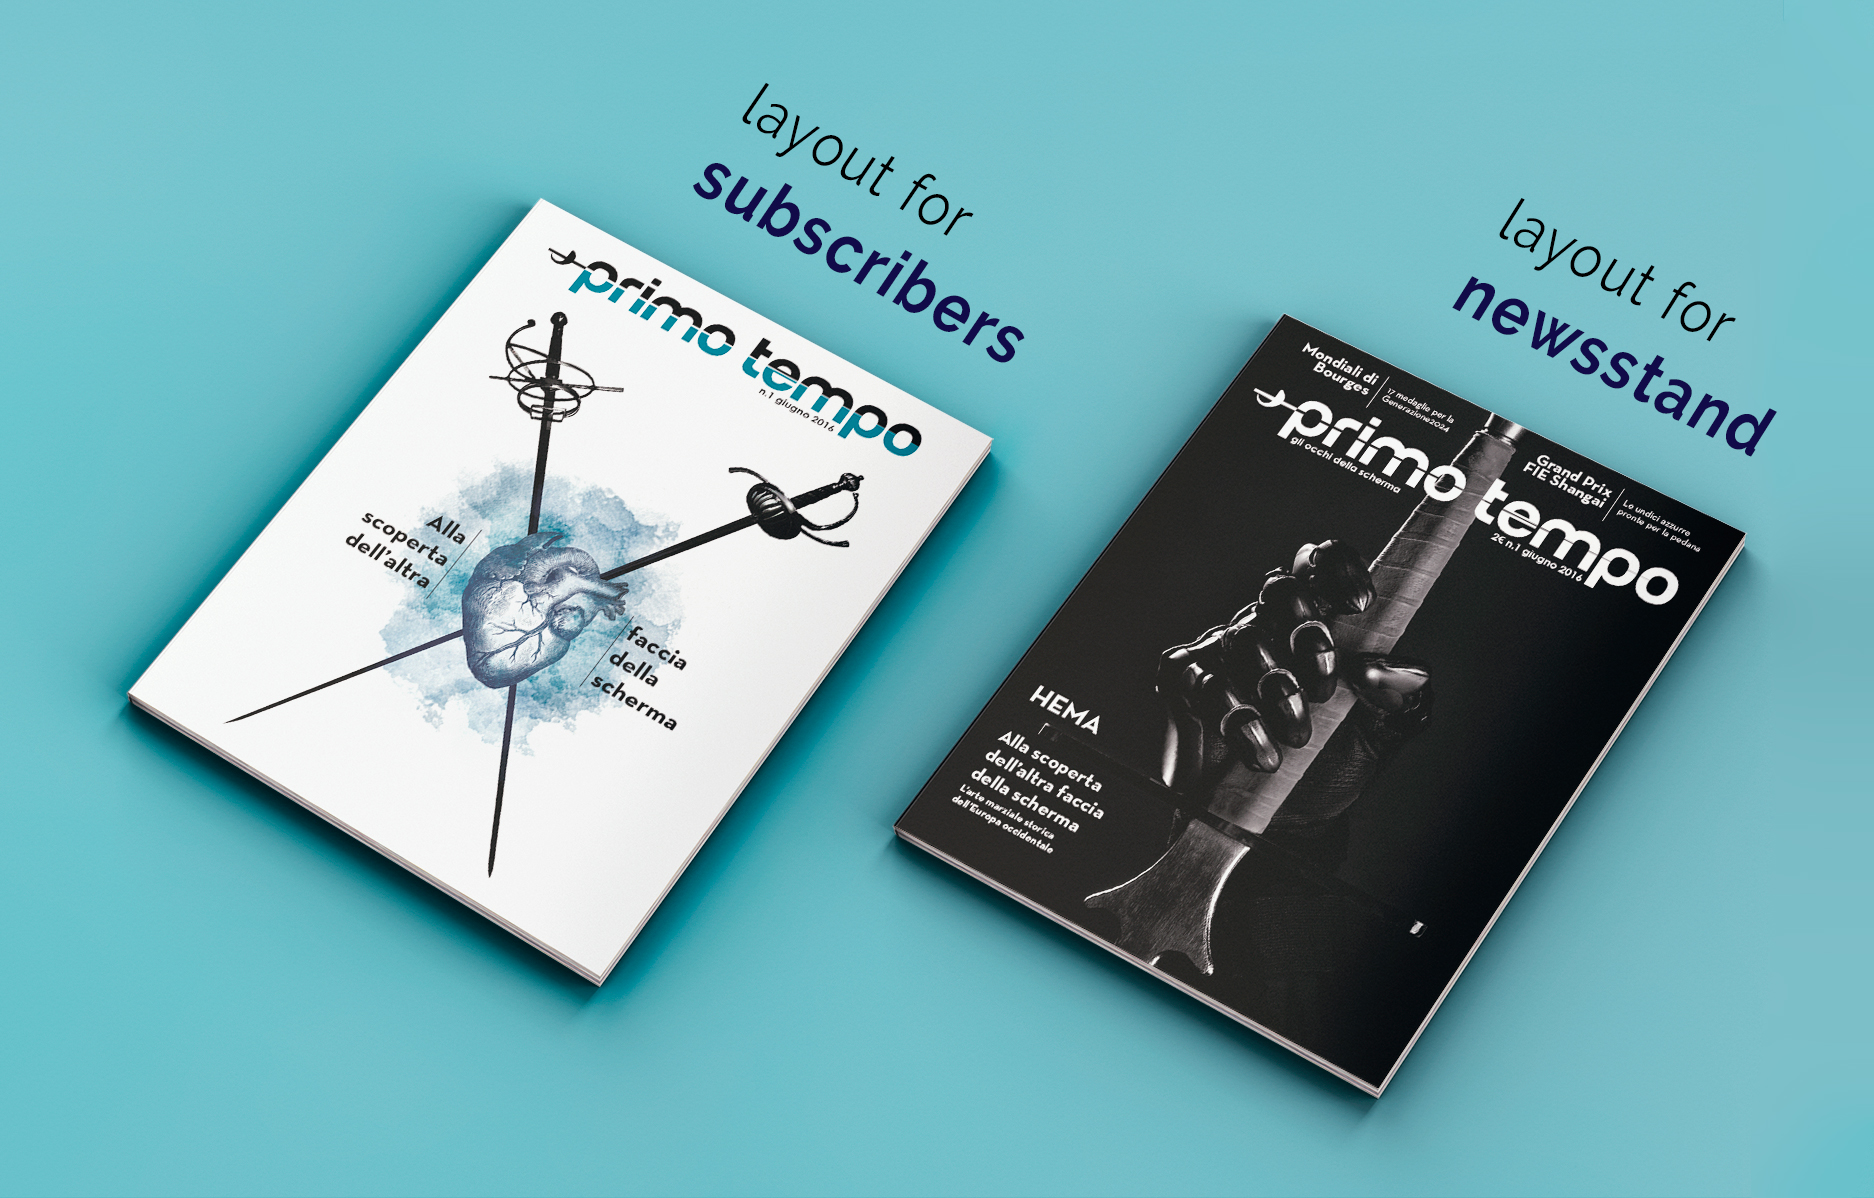 layout for
subscribers
primo tempo
n.1 giugno 2016
Alla
scoperta
dell'altra
faccia
della
scherma
layout for
newsstand
Mondiali di
Bourges
17 medaglie per la
Generazione2024
primo tempo
gli occhi della scherma
Grand Prix
FIE Shangai
Le undici azzurre
pronte per la pedana
2€ n.1 giugno 2016
HEMA
Alla scoperta
dell'altra faccia
della scherma
L'arte marziale storica
dell'Europa occidentale